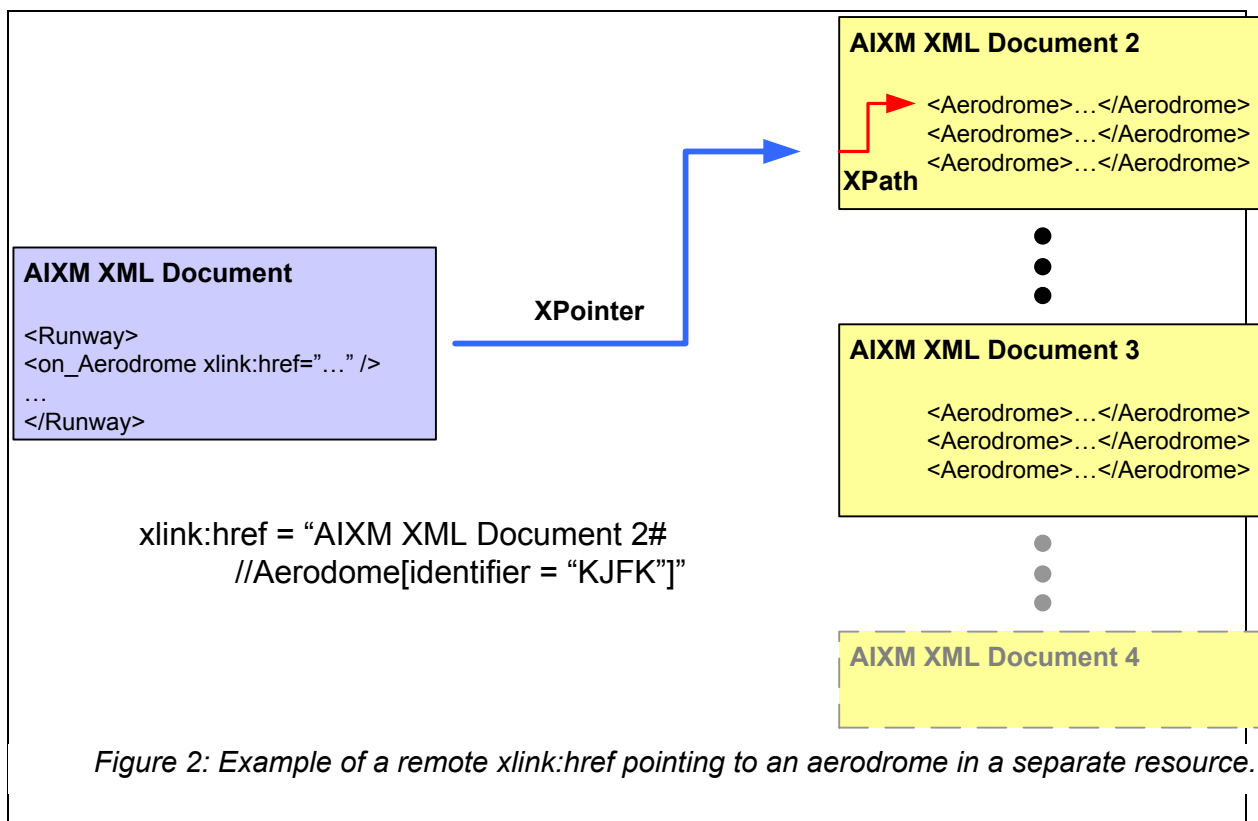 AIXM XML Document 2
<Aerodrome>…</Aerodrome>
<Aerodrome>…</Aerodrome>
<Aerodrome>…</Aerodrome>
XPath
AIXM XML Document
<Runway>
<on_Aerodrome xlink:href=”…” />
…
</Runway>
XPointer
AIXM XML Document 3
<Aerodrome>…</Aerodrome>
<Aerodrome>…</Aerodrome>
<Aerodrome>…</Aerodrome>
xlink:href = “AIXM XML Document 2#
//Aerodome[identifier = “KJFK”]”
AIXM XML Document 4
Figure 2: Example of a remote xlink:href pointing to an aerodrome in a separate resource.